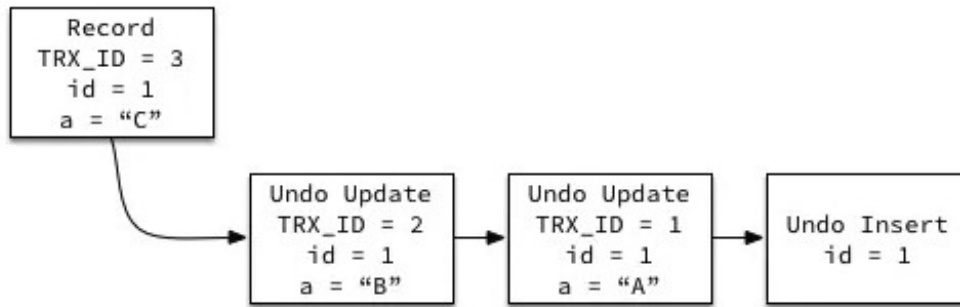 Record
TRX_ID = 3
id = 1
a = “C”
Undo Update
TRX_ID = 2
id = 1
a = “B”
Undo Update
TRX_ID = 1
id = 1
a = “A”
Undo Insert
id = 1